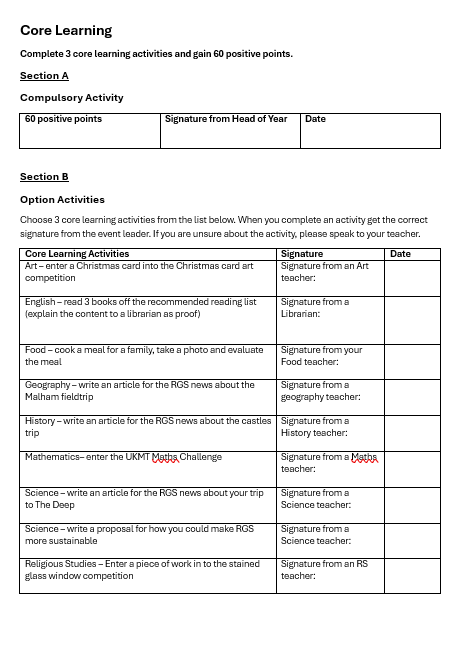 Core Learning
Complete 3 core learning activities and gain 60 positive points.
Section A
Compulsory Activity
60 positive points Signature from Head of Year Date
Section B
Option Activities
Choose 3 core learning activities from the list below. When you complete an activity get the correct
signature from the event leader. If you are unsure about the activity, please speak to your teacher.
Core Learning Activities Signature Date
Art – enter a Christmas card into the Christmas card art Signature from an Art
competition teacher:
English – read 3 books off the recommended reading list Signature from a
(explain the content to a librarian as proof) Librarian:
Food – cook a meal for a family, take a photo and evaluate Signature from your
the meal Food teacher:
Geography – write an article for the RGS news about the Signature from a
Malham fieldtrip geography teacher:
History – write an article for the RGS news about the castles Signature from a
trip History teacher:
Mathematics– enter the UKMT Maths Challenge Signature from a Maths
teacher:
Science – write an article for the RGS news about your trip Signature from a
to The Deep Science teacher:
Science – write a proposal for how you could make RGS Signature from a
more sustainable Science teacher:
Religious Studies – Enter a piece of work in to the stained Signature from an RS
glass window competition teacher: